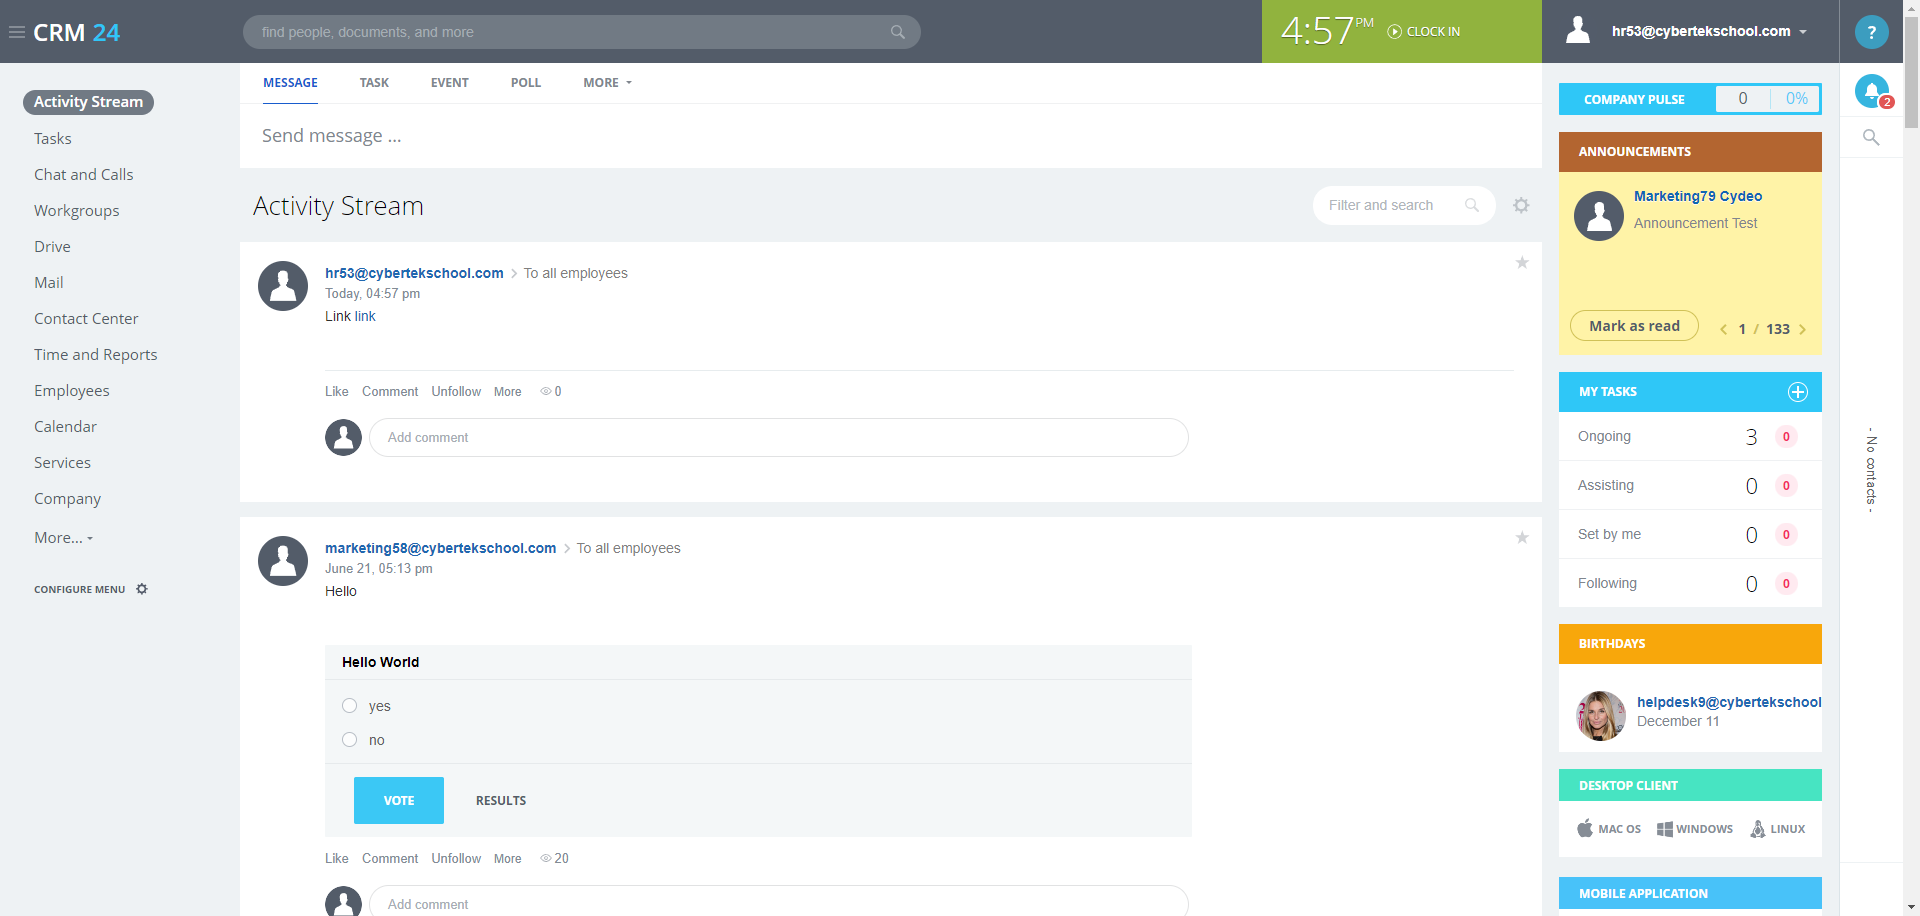 CRM 24
find people, documents, and more
4:57 PM
CLOCK IN
hr53@cybertekschool.com
?
2
Activity Stream
Tasks
Chat and Calls
Workgroups
Drive
Mail
Contact Center
Time and Reports
Employees
Calendar
Services
Company
More...
CONFIGURE MENU
MESSAGE TASK EVENT POLL MORE
Send message ...
Activity Stream
Filter and search
hr53@cybertekschool.com To all employees
Today, 04:57 pm
Link link
Like Comment Unfollow More 0
Add comment
marketing58@cybertekschool.com To all employees
June 21, 05:13 pm
Hello
Hello World
yes
no
VOTE RESULTS
Like Comment Unfollow More 20
Add comment
COMPANY PULSE 0 0%
ANNOUNCEMENTS
Marketing79 Cydeo
Announcement Test
Mark as read 1 / 133
MY TASKS
Ongoing 3 0
Assisting 0 0
Set by me 0 0
Following 0 0
BIRTHDAYS
helpdesk9@cybertekschool
December 11
DESKTOP CLIENT
MAC OS WINDOWS LINUX
MOBILE APPLICATION
- No contacts -